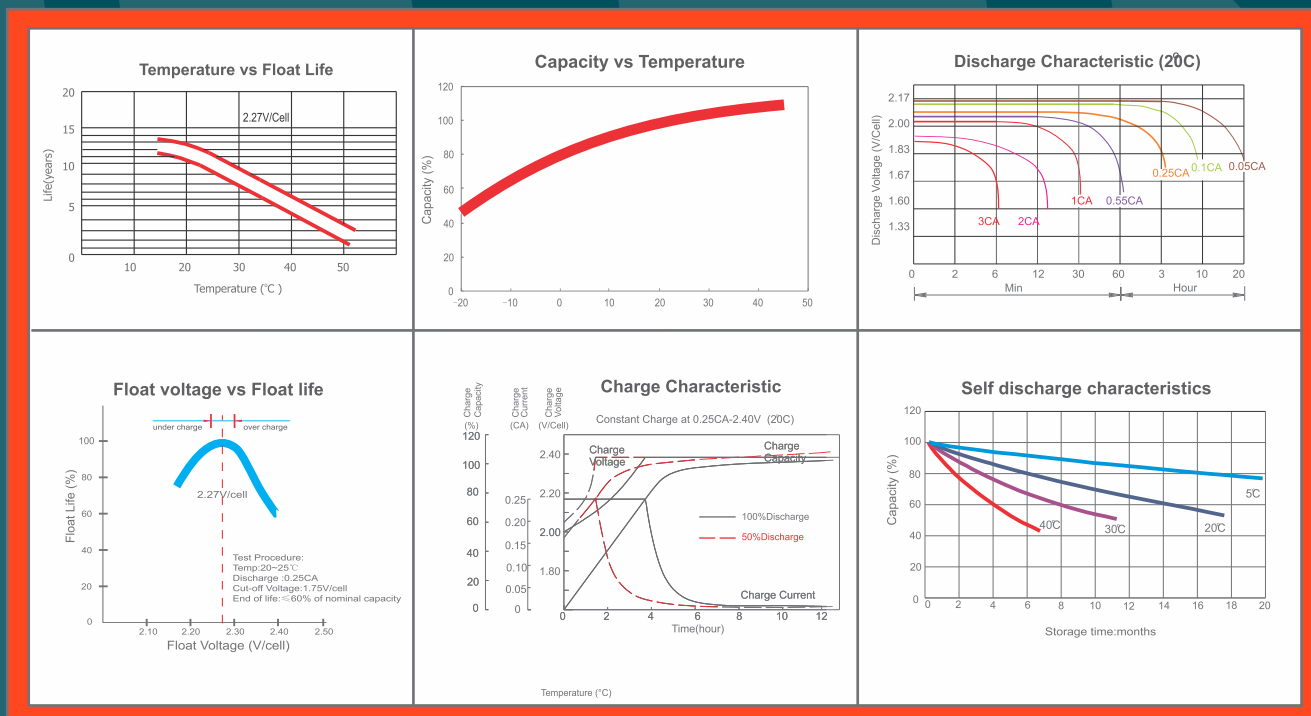 Temperature vs Float Life
20
15
10
5
0
Life(years)
2.27V/Cell
10 20 30 40 50
Temperature (℃ )
Capacity vs Temperature
120
100
80
60
40
20
0
Capacity (%)
-20 -10 0 10 20 30 40 50
Discharge Characteristic (20℃)
2.17
2.00
1.83
1.67
1.60
1.33
Discharge Voltage (V/Cell)
3CA 2CA 1CA 0.55CA 0.25CA 0.1CA 0.05CA
0 2 6 12 30 60 3 10 20
Min Hour
Float voltage vs Float life
under charge over charge
100
80
60
40
20
0
Float Life (%)
2.27V/cell
Test Procedure:
Temp:20~25℃
Discharge :0.25CA
Cut-off Voltage:1.75V/cell
End of life:≤60% of nominal capacity
2.10 2.20 2.30 2.40 2.50
Float Voltage (V/cell)
Charge Characteristic
Constant Charge at 0.25CA-2.40V (20℃)
Charge Capacity
(%)
120
100
80
60
40
20
0
Charge Current
(CA)
0.25
0.20
0.15
0.10
0.05
0
Charge Voltage
(V/Cell)
2.40
2.20
2.00
1.80
Charge
Voltage
Charge
Capacity
100%Discharge
50%Discharge
Charge Current
0 2 4 6 8 10 12
Time(hour)
Temperature (°C)
Self discharge characteristics
120
100
80
60
40
20
0
Capacity (%)
40℃ 30℃ 20℃ 5℃
0 2 4 6 8 10 12 14 16 18 20
Storage time:months